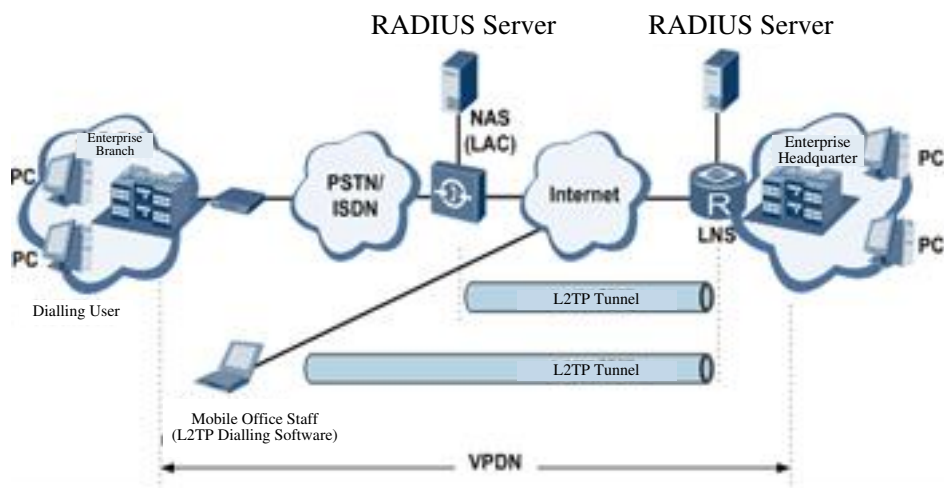 RADIUS Server
RADIUS Server
NAS
(LAC)
Enterprise
Branch
Enterprise
Headquarter
PC
PC
PSTN/
ISDN
Internet
R
LNS
PC
PC
L2TP Tunnel
Dialling User
L2TP Tunnel
Mobile Office Staff
(L2TP Dialling Software)
VPDN